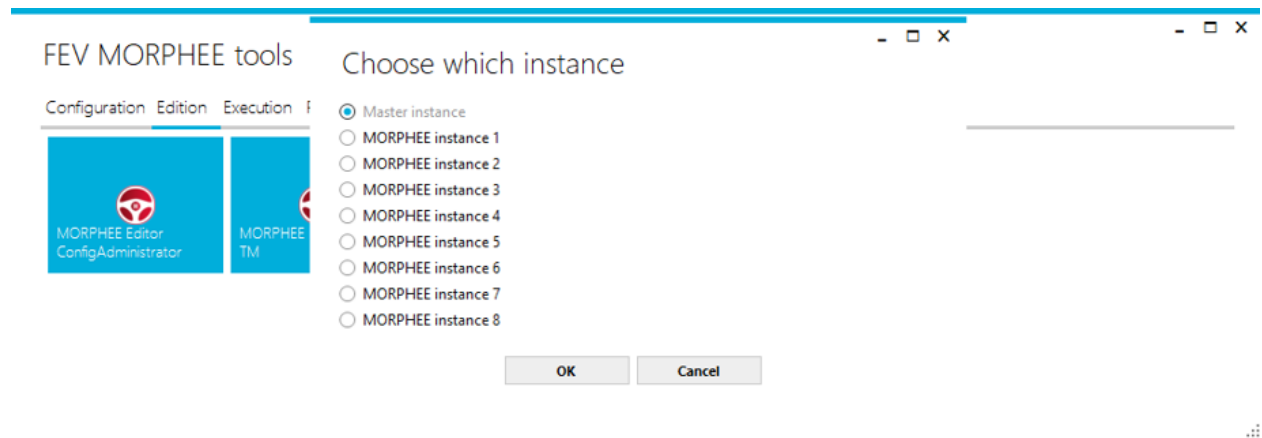 FEV MORPHEE tools
Configuration Edition Execution
MORPHEE Editor
ConfigAdministrator
MORPHEE
TM
Choose which instance
Master instance
MORPHEE instance 1
MORPHEE instance 2
MORPHEE instance 3
MORPHEE instance 4
MORPHEE instance 5
MORPHEE instance 6
MORPHEE instance 7
MORPHEE instance 8
OK Cancel